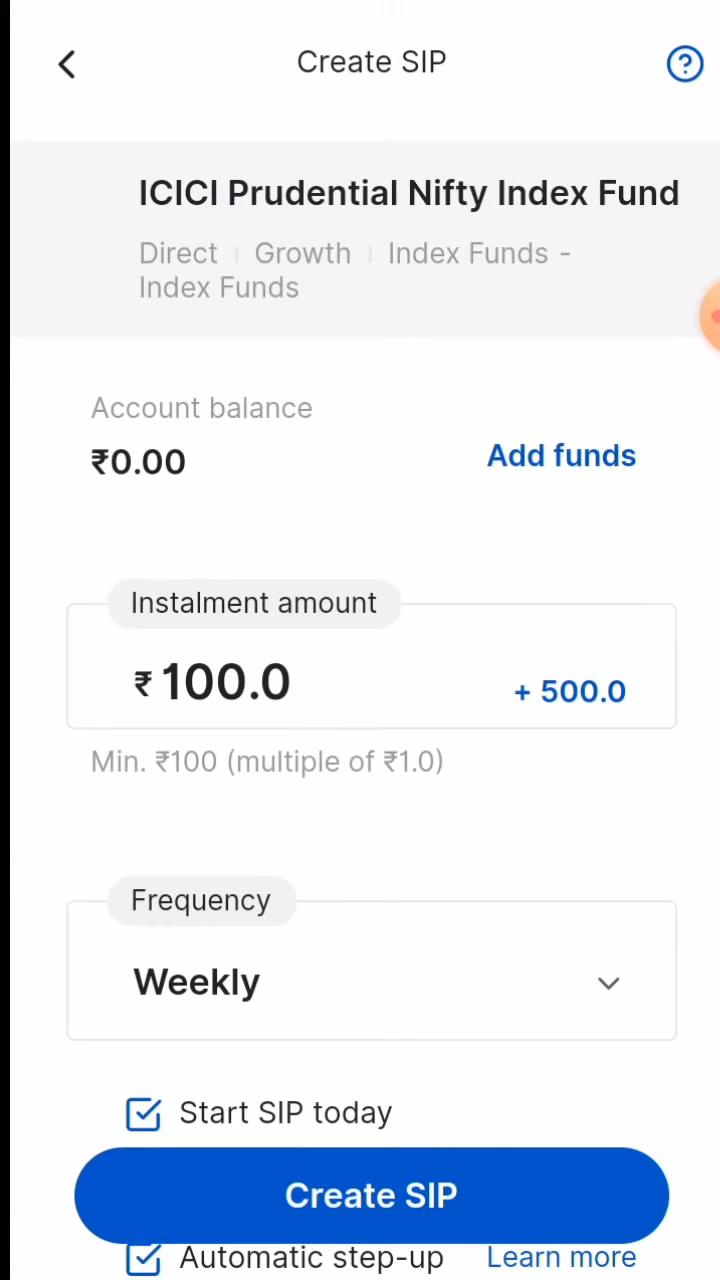 Create SIP
ICICI Prudential Nifty Index Fund
Direct | Growth | Index Funds -
Index Funds
Account balance
₹0.00 Add funds
Instalment amount
₹ 100.0 + 500.0
Min. ₹100 (multiple of ₹1.0)
Frequency
Weekly
Start SIP today
Create SIP
Automatic step-up Learn more